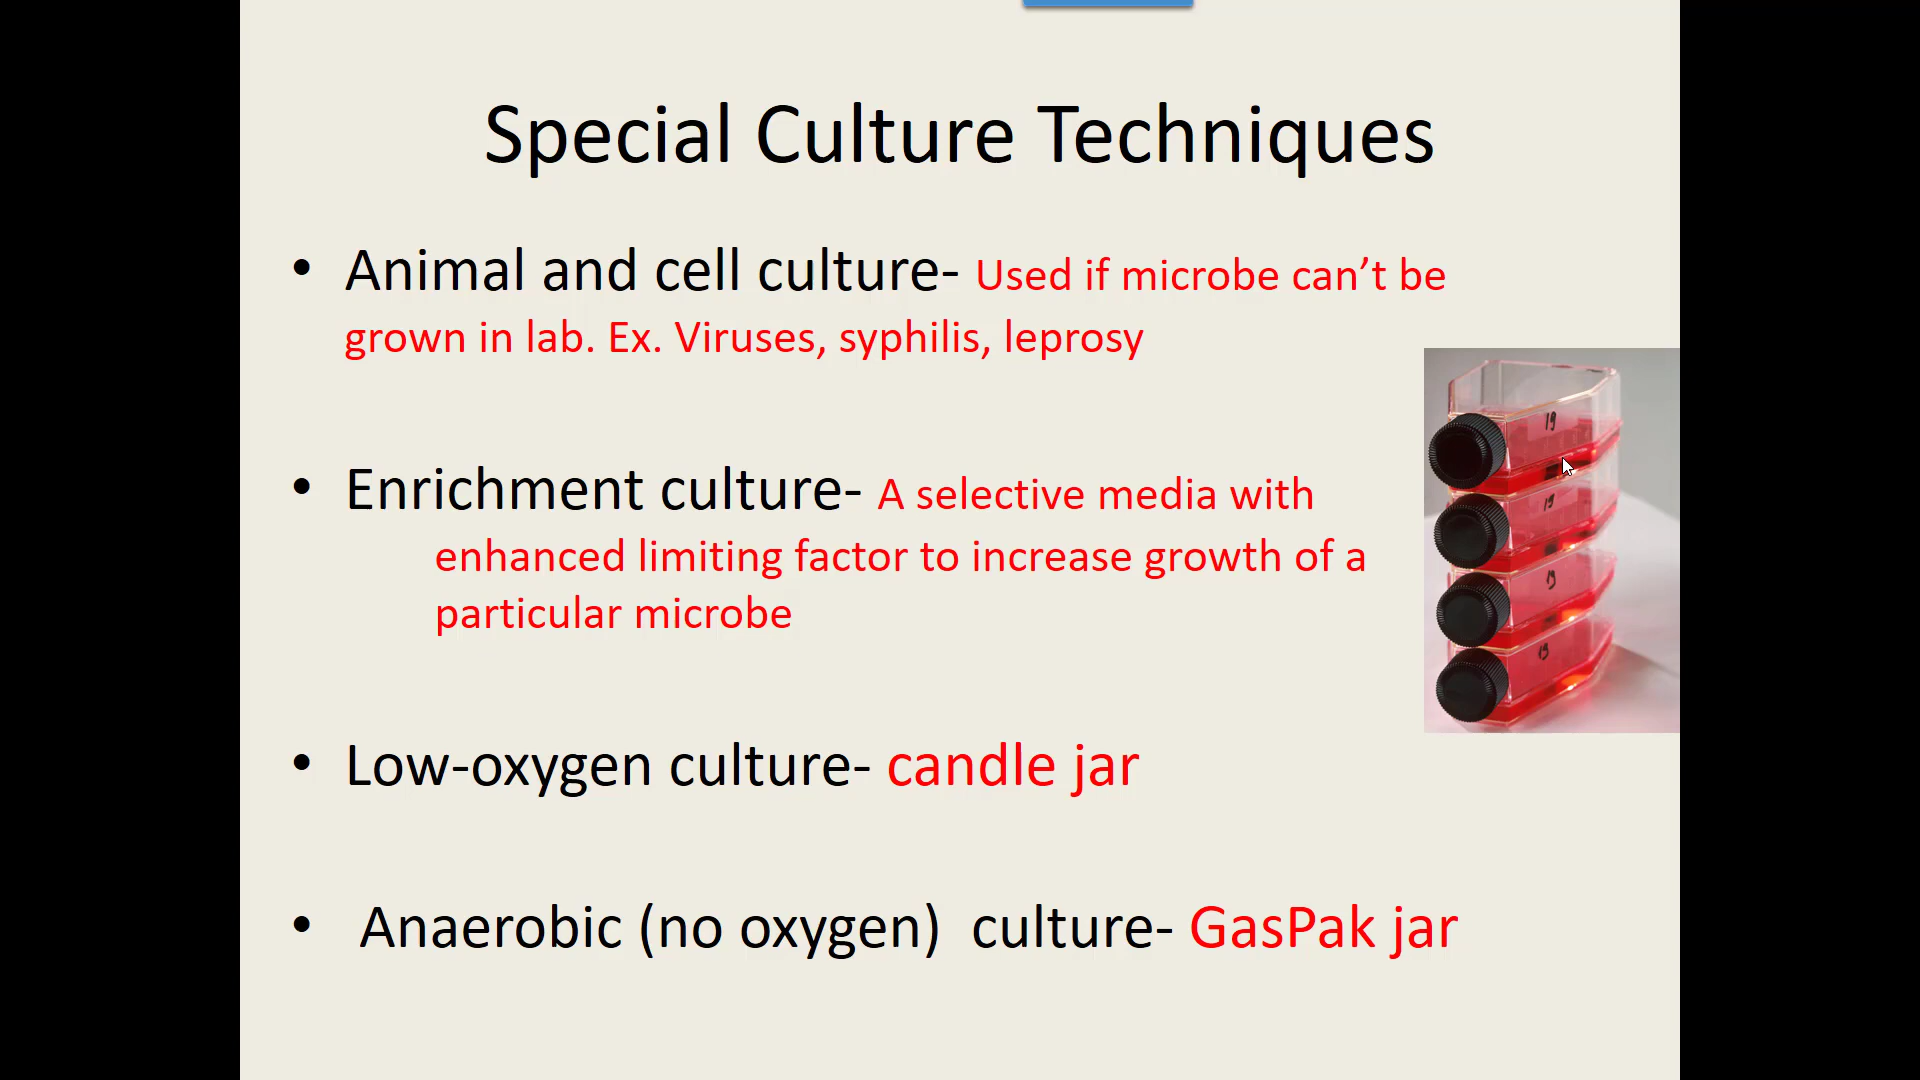 Special Culture Techniques
• Animal and cell culture- Used if microbe can’t be
grown in lab. Ex. Viruses, syphilis, leprosy
• Enrichment culture- A selective media with
enhanced limiting factor to increase growth of a
particular microbe
• Low-oxygen culture- candle jar
• Anaerobic (no oxygen) culture- GasPak jar